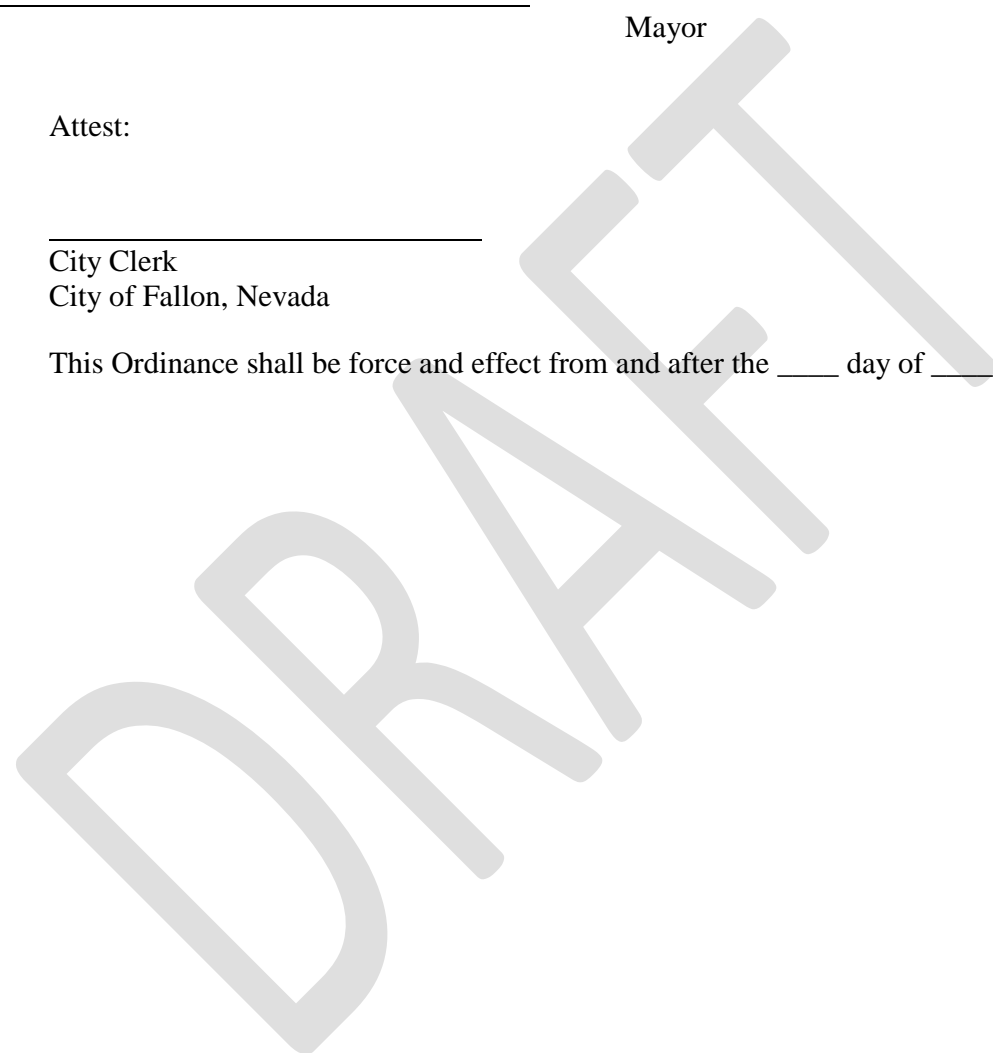 Mayor
Attest:
City Clerk
City of Fallon, Nevada
This Ordinance shall be force and effect from and after the ____ day of ____
DRAFT